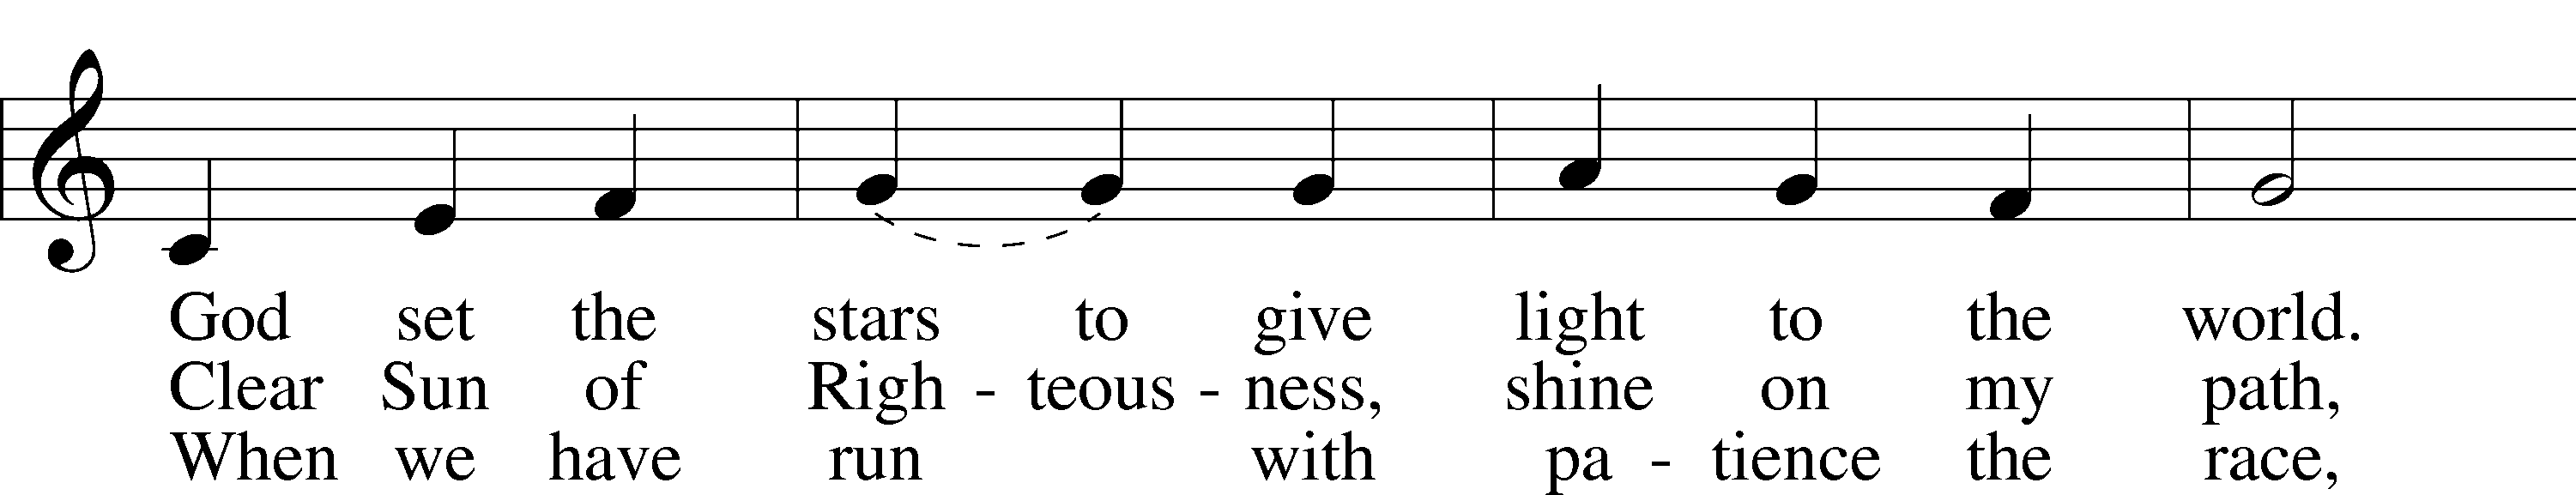 God set the stars to give light to the world.
Clear Sun of Righ - teous - ness, shine on my path,
When we have run with pa - tience the race,